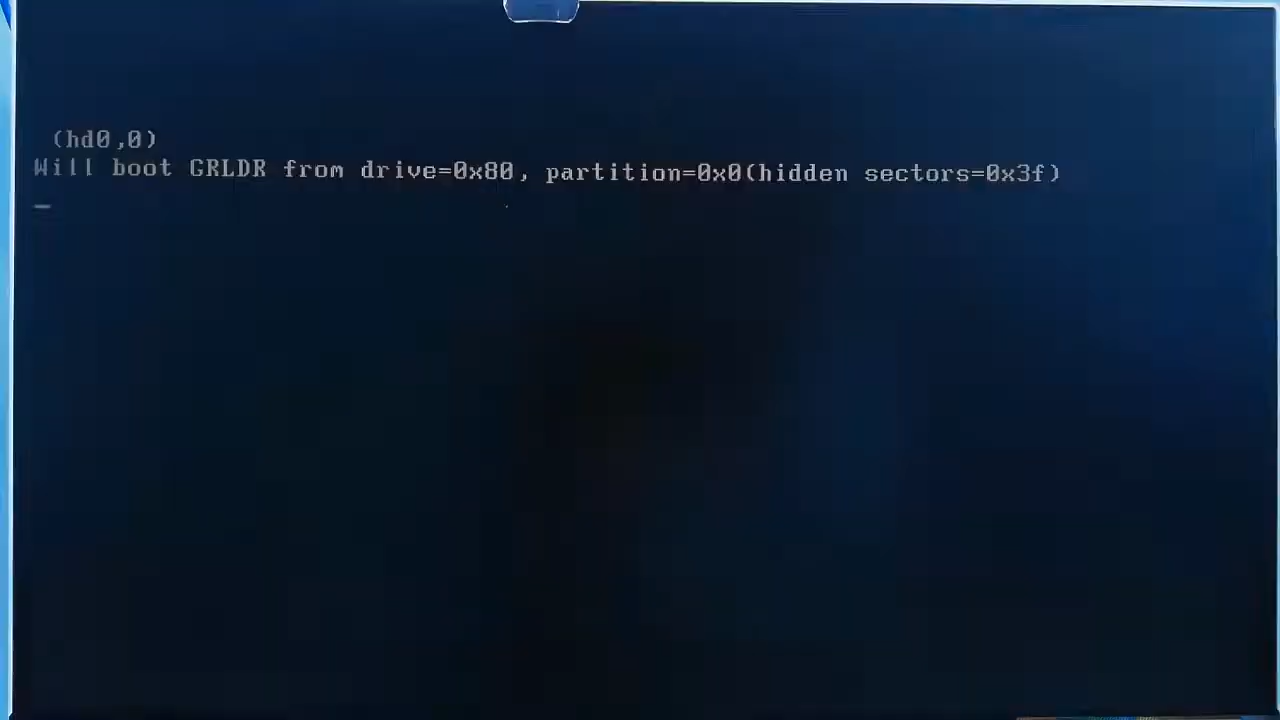 (hd0,0)
Will boot GRLDR from drive=0x80, partition=0x0(hidden sectors=0x3f)
_